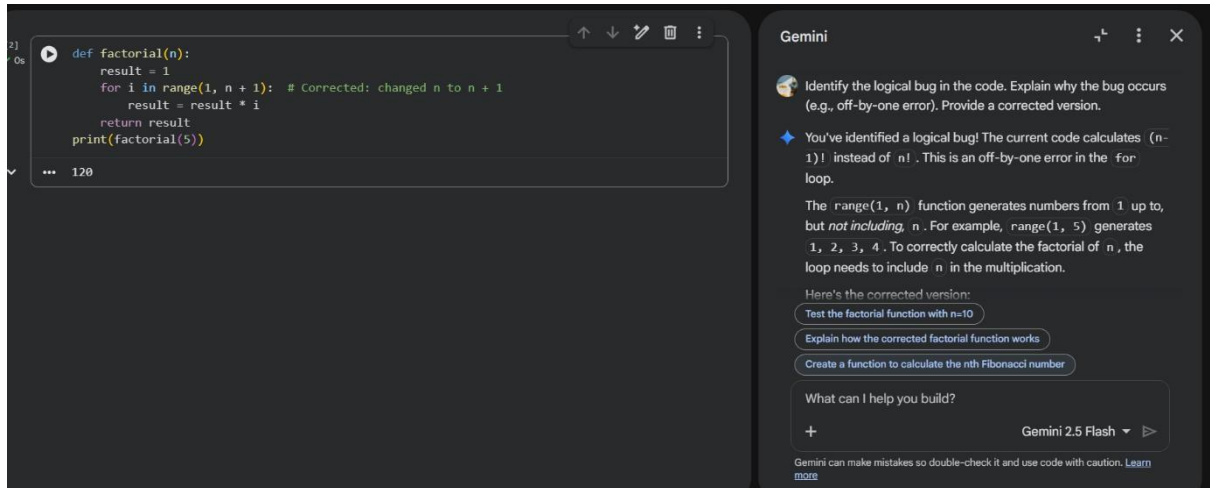 2]
0s
def factorial(n):
result = 1
for i in range(1, n + 1):  # Corrected: changed n to n + 1
result = result * i
return result
print(factorial(5))
120
Gemini
Identify the logical bug in the code. Explain why the bug occurs
(e.g., off-by-one error). Provide a corrected version.
You've identified a logical bug! The current code calculates (n-
1)! instead of n! . This is an off-by-one error in the for
loop.
The range(1, n) function generates numbers from 1 up to,
but not including, n . For example, range(1, 5) generates
1, 2, 3, 4 . To correctly calculate the factorial of n , the
loop needs to include n in the multiplication.
Here's the corrected version:
Test the factorial function with n=10
Explain how the corrected factorial function works
Create a function to calculate the nth Fibonacci number
What can I help you build?
Gemini 2.5 Flash
Gemini can make mistakes so double-check it and use code with caution. Learn
more